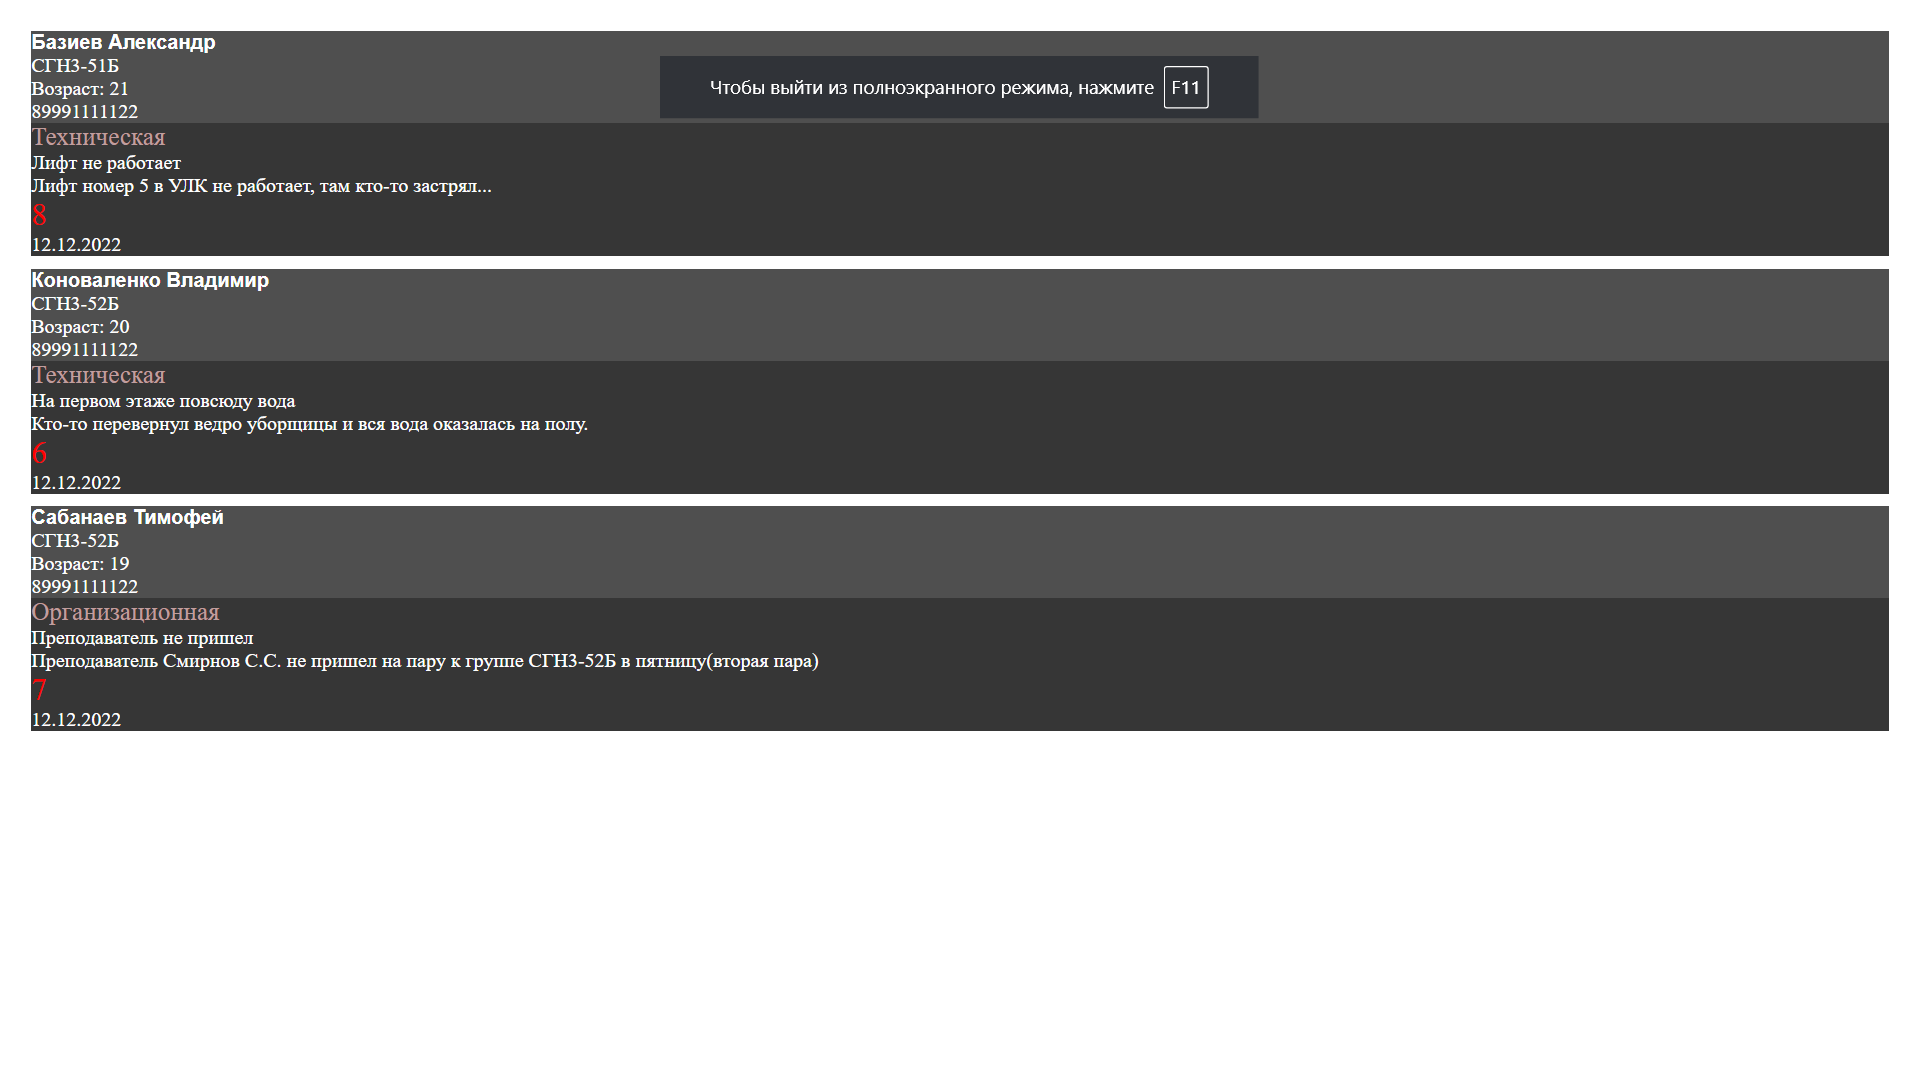 Базиев Александр
СГН3-51Б
Возраст: 21
89991111122
Чтобы выйти из полноэкранного режима, нажмите F11
Техническая
Лифт не работает
Лифт номер 5 в УЛК не работает, там кто-то застрял...
8
12.12.2022
Коноваленко Владимир
СГН3-52Б
Возраст: 20
89991111122
Техническая
На первом этаже повсюду вода
Кто-то перевернул ведро уборщицы и вся вода оказалась на полу.
6
12.12.2022
Сабанаев Тимофей
СГН3-52Б
Возраст: 19
89991111122
Организационная
Преподаватель не пришел
Преподаватель Смирнов С.С. не пришел на пару к группе СГН3-52Б в пятницу(вторая пара)
7
12.12.2022